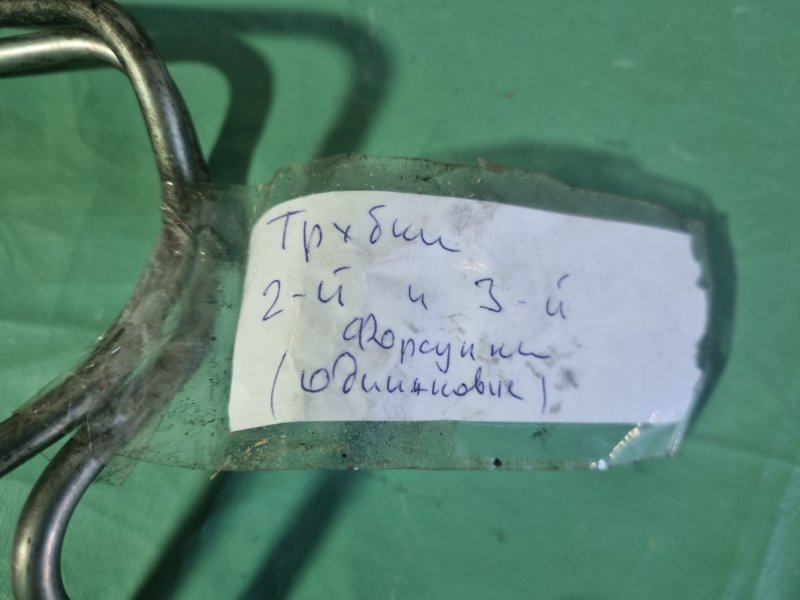 Трубки
2-й и 3-й
Форсунки
(одинаковые)